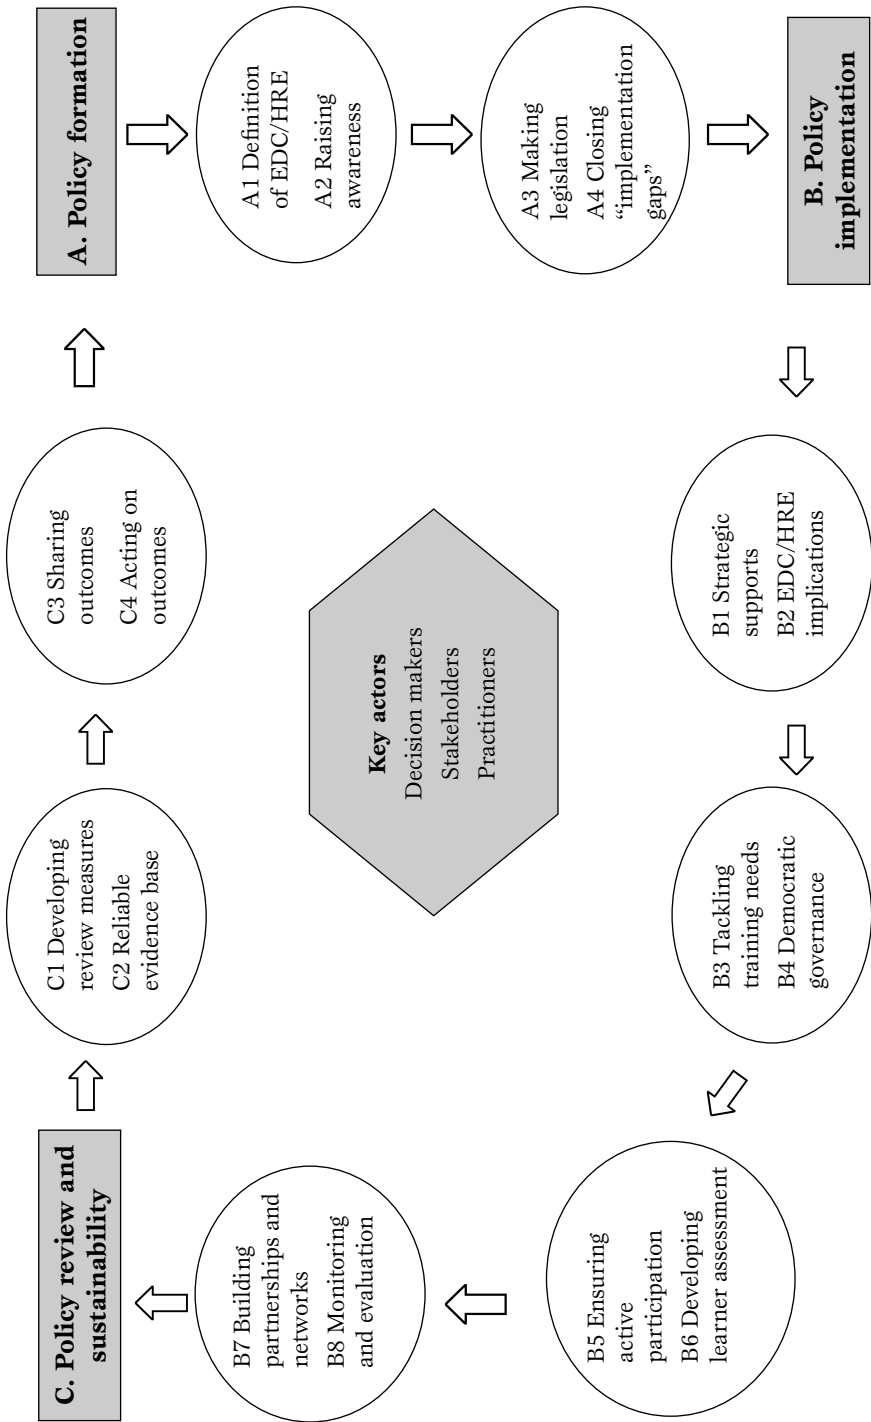 A. Policy formation
A1 Definition
of EDC/HRE
A2 Raising
awareness
A3 Making
legislation
A4 Closing
“implementation
gaps”
B. Policy
implementation
B1 Strategic
supports
B2 EDC/HRE
implications
B3 Tackling
training needs
B4 Democratic
governance
B5 Ensuring
active
participation
B6 Developing
learner assessment
B7 Building
partnerships and
networks
B8 Monitoring
and evaluation
C. Policy review and
sustainability
C1 Developing
review measures
C2 Reliable
evidence base
C3 Sharing
outcomes
C4 Acting on
outcomes
Key actors
Decision makers
Stakeholders
Practitioners